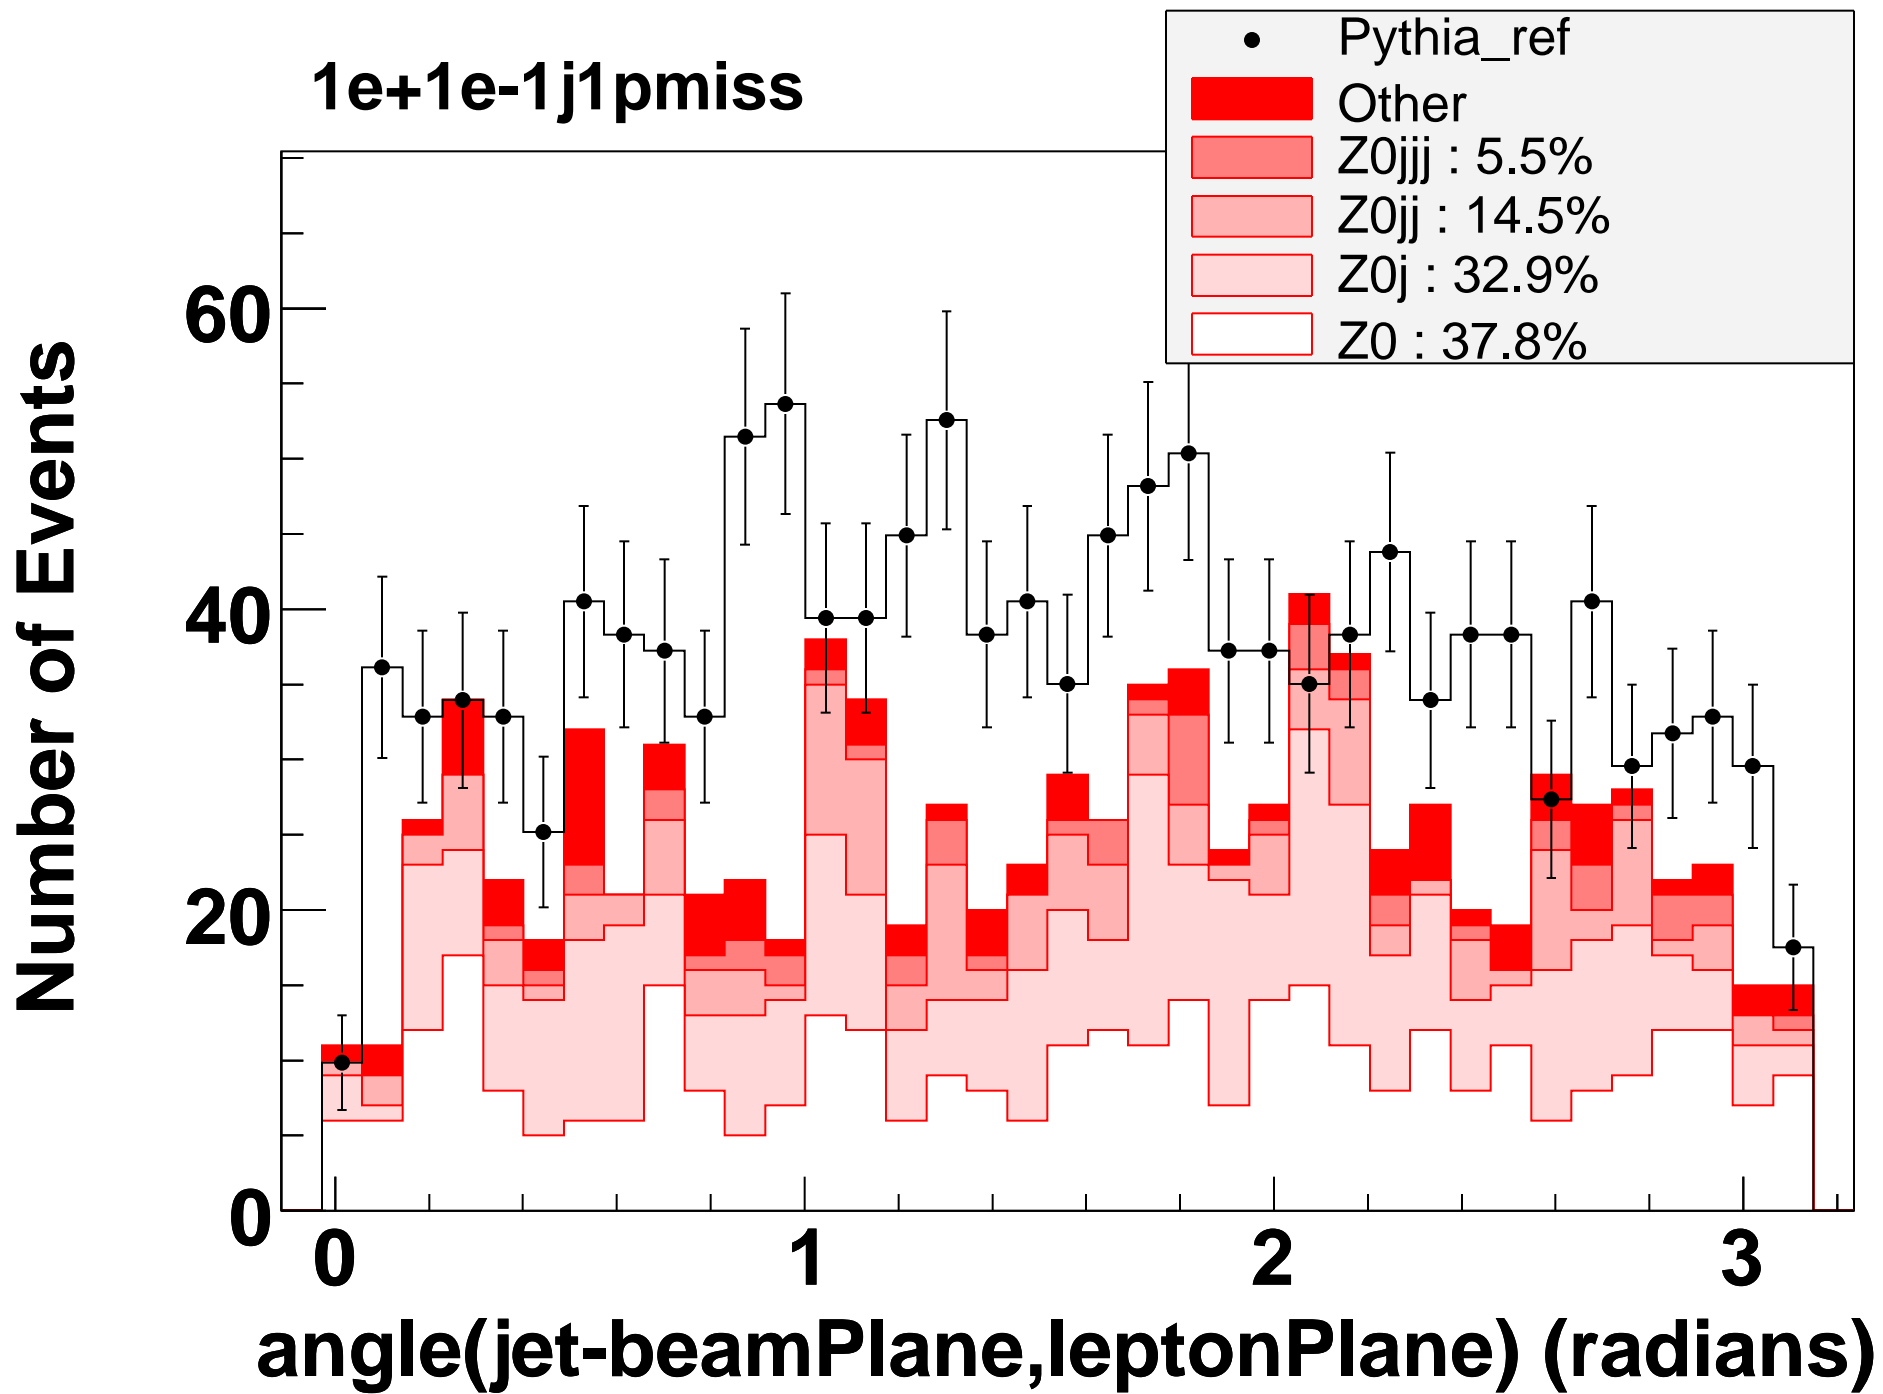 1e+1e-1j1pmiss
Pythia_ref
Other
Z0jjj : 5.5%
Z0jj : 14.5%
Z0j : 32.9%
Z0 : 37.8%
Number of Events
60
40
20
0
0 1 2 3
angle(jet-beamPlane,leptonPlane) (radians)